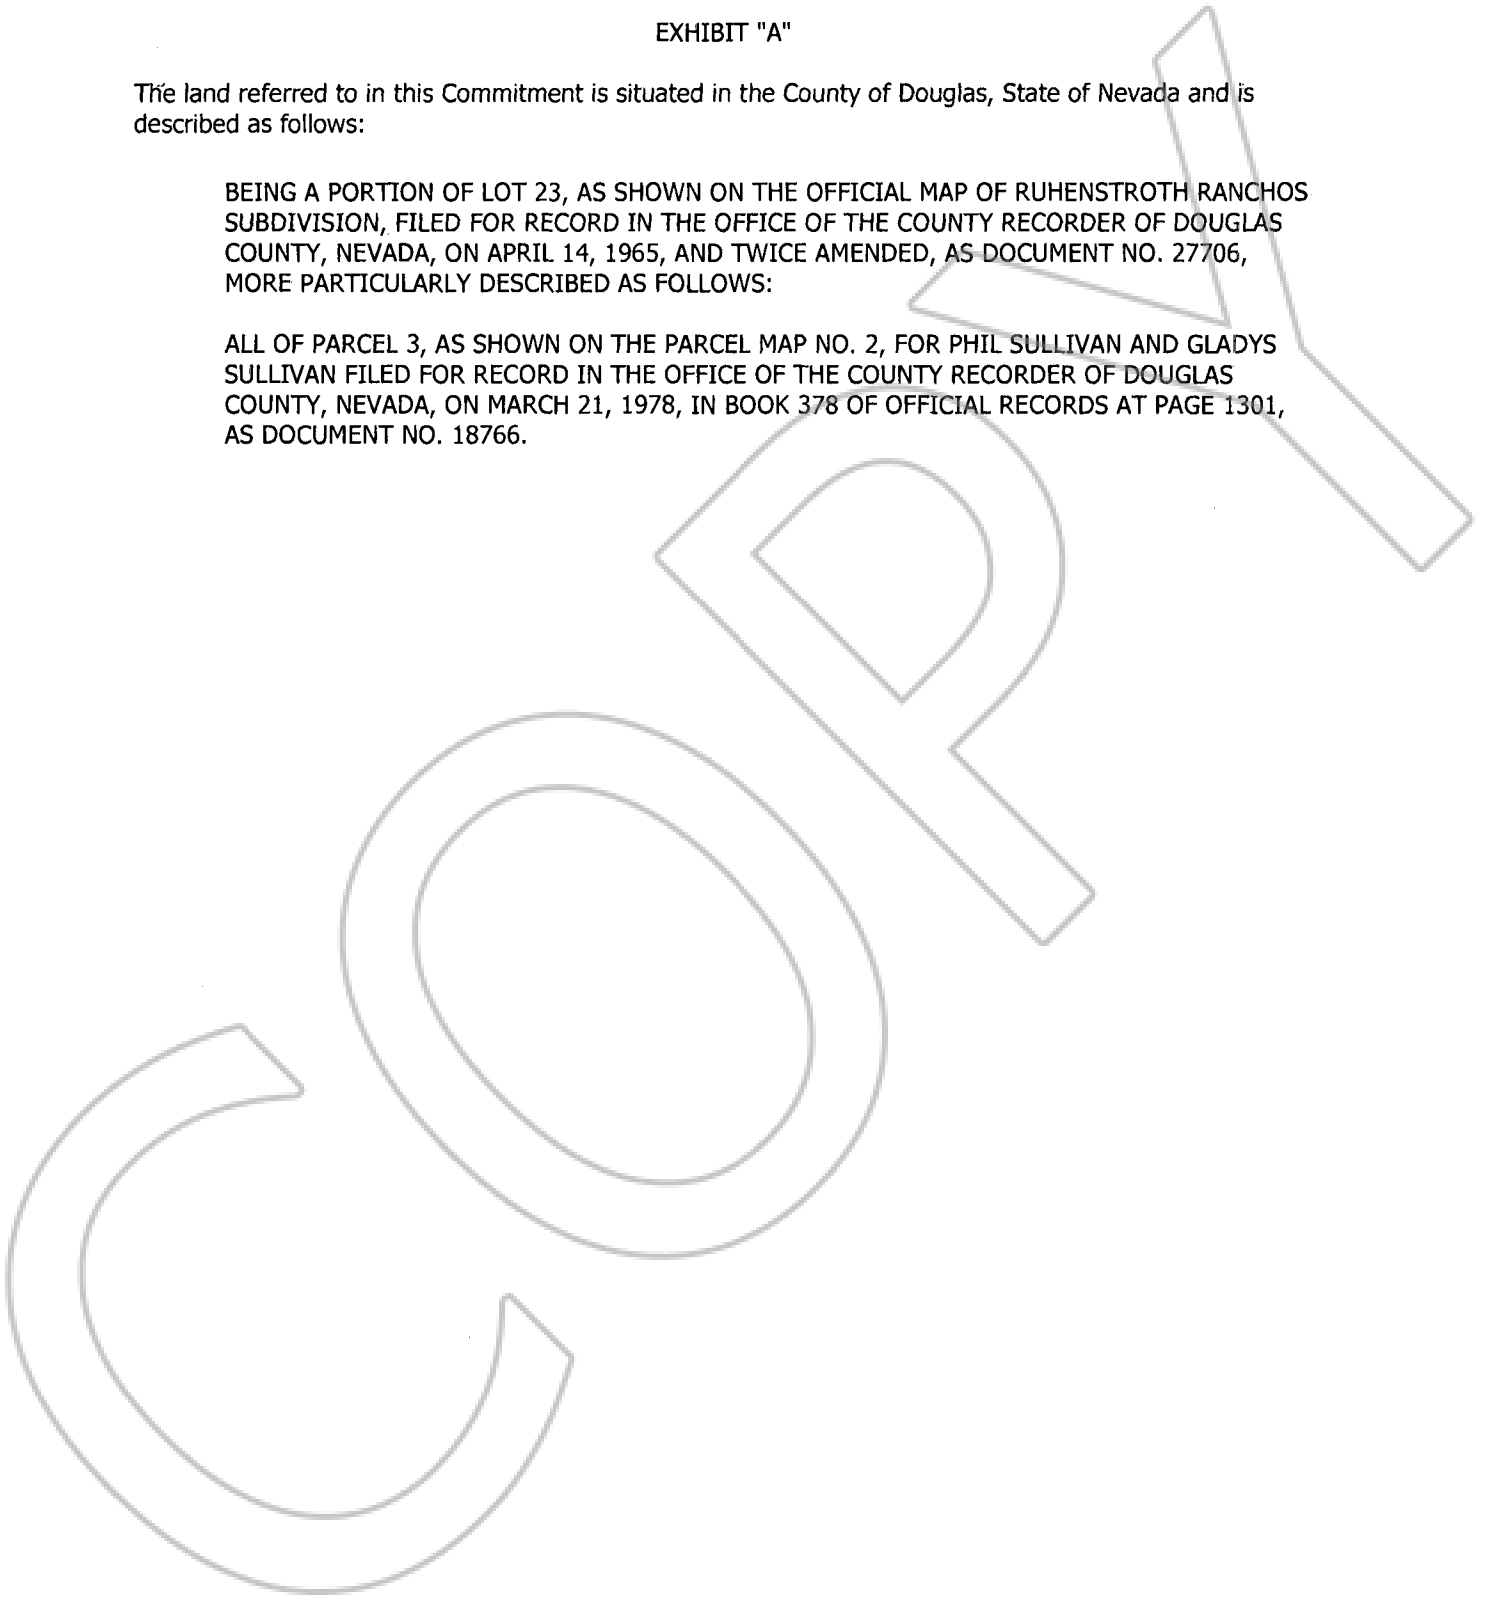 EXHIBIT "A"
The land referred to in this Commitment is situated in the County of Douglas, State of Nevada and is
described as follows:
BEING A PORTION OF LOT 23, AS SHOWN ON THE OFFICIAL MAP OF RUHENSTROTH RANCHOS
SUBDIVISION, FILED FOR RECORD IN THE OFFICE OF THE COUNTY RECORDER OF DOUGLAS
COUNTY, NEVADA, ON APRIL 14, 1965, AND TWICE AMENDED, AS DOCUMENT NO. 27706,
MORE PARTICULARLY DESCRIBED AS FOLLOWS:
ALL OF PARCEL 3, AS SHOWN ON THE PARCEL MAP NO. 2, FOR PHIL SULLIVAN AND GLADYS
SULLIVAN FILED FOR RECORD IN THE OFFICE OF THE COUNTY RECORDER OF DOUGLAS
COUNTY, NEVADA, ON MARCH 21, 1978, IN BOOK 378 OF OFFICIAL RECORDS AT PAGE 1301,
AS DOCUMENT NO. 18766.
COPY